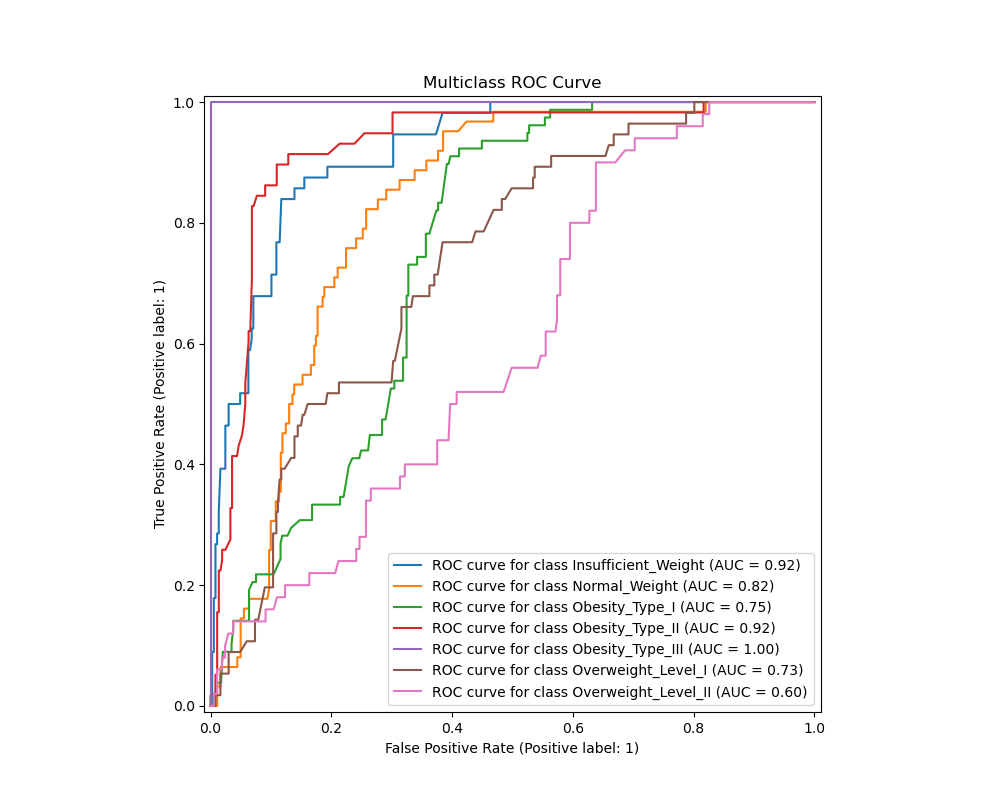 Multiclass ROC Curve
True Positive Rate (Positive label: 1)
1.0
0.8
0.6
0.4
0.2
0.0
ROC curve for class Insufficient_Weight (AUC = 0.92)
ROC curve for class Normal_Weight (AUC = 0.82)
ROC curve for class Obesity_Type_I (AUC = 0.75)
ROC curve for class Obesity_Type_II (AUC = 0.92)
ROC curve for class Obesity_Type_III (AUC = 1.00)
ROC curve for class Overweight_Level_I (AUC = 0.73)
ROC curve for class Overweight_Level_II (AUC = 0.60)
0.0 0.2 0.4 0.6 0.8 1.0
False Positive Rate (Positive label: 1)